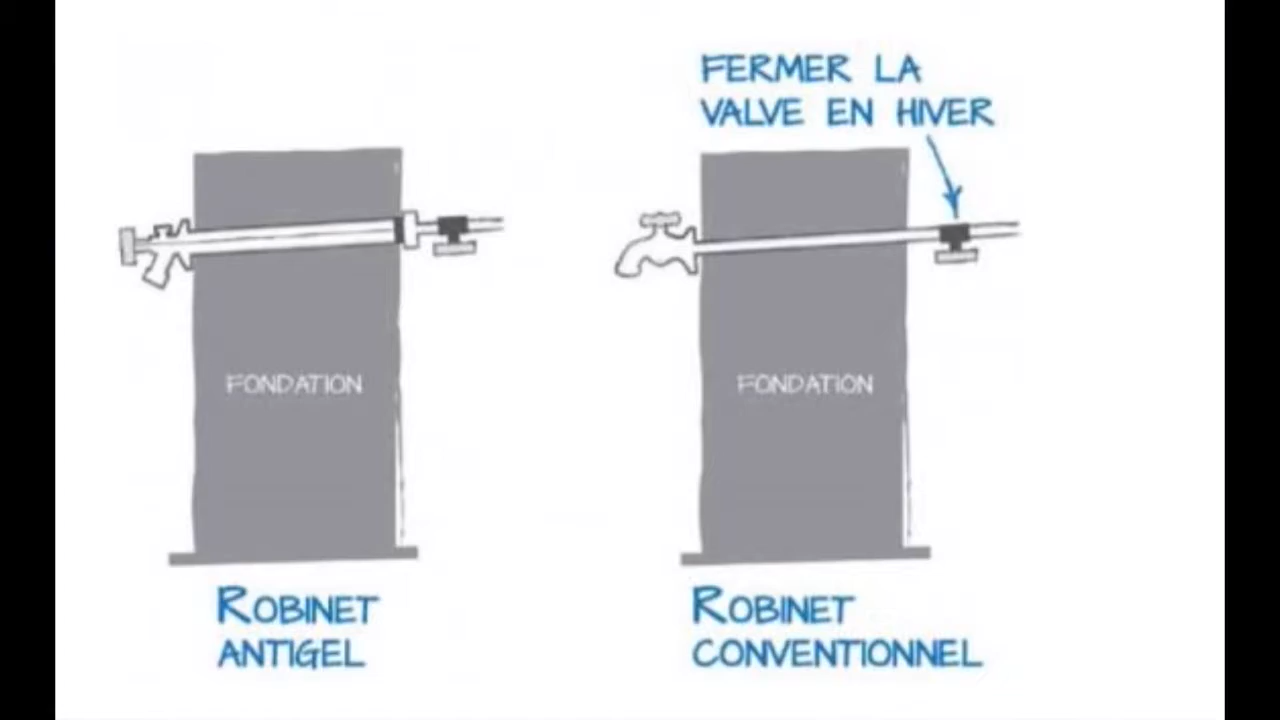 FERMER LA
VALVE EN HIVER
FONDATION
FONDATION
ROBINET
ANTIGEL
ROBINET
CONVENTIONNEL